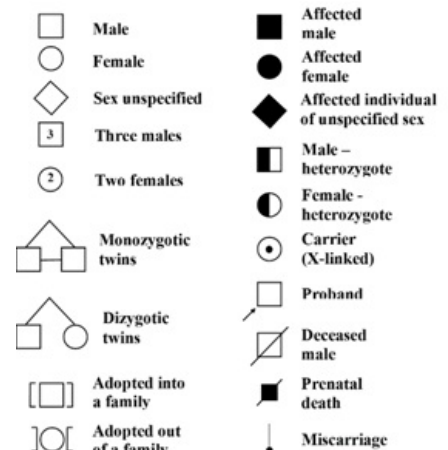 Male
Female
Sex unspecified
3
Three males
2
Two females
Monozygotic
twins
Dizygotic
twins
Adopted into
a family
Adopted out
of a family
Affected
male
Affected
female
Affected individual
of unspecified sex
Male –
heterozygote
Female -
heterozygote
Carrier
(X-linked)
Proband
Deceased
male
Prenatal
death
Miscarriage